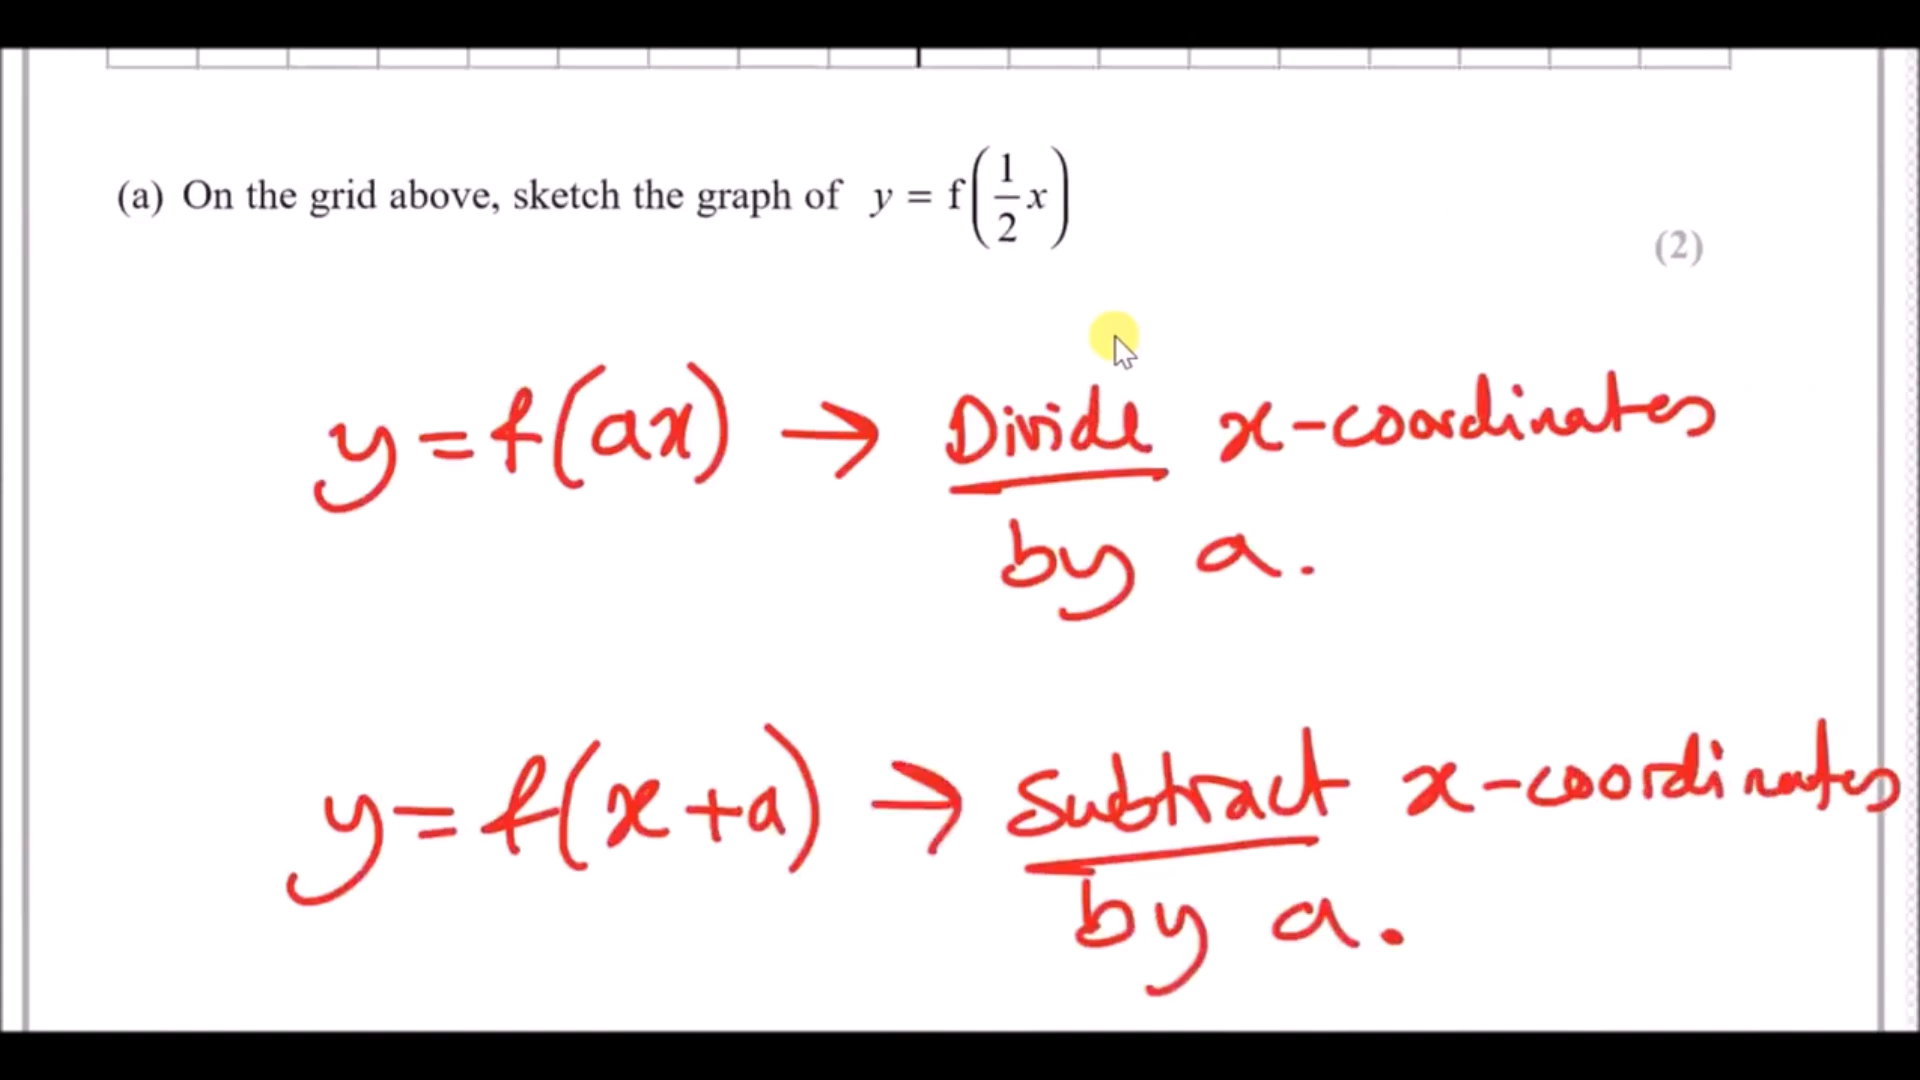 (a) On the grid above, sketch the graph of y = f(1/2 x)
(2)
y = f(ax) → Divide x-coordinates
by a.
y = f(x+a) → Subtract x-coordinates
by a.